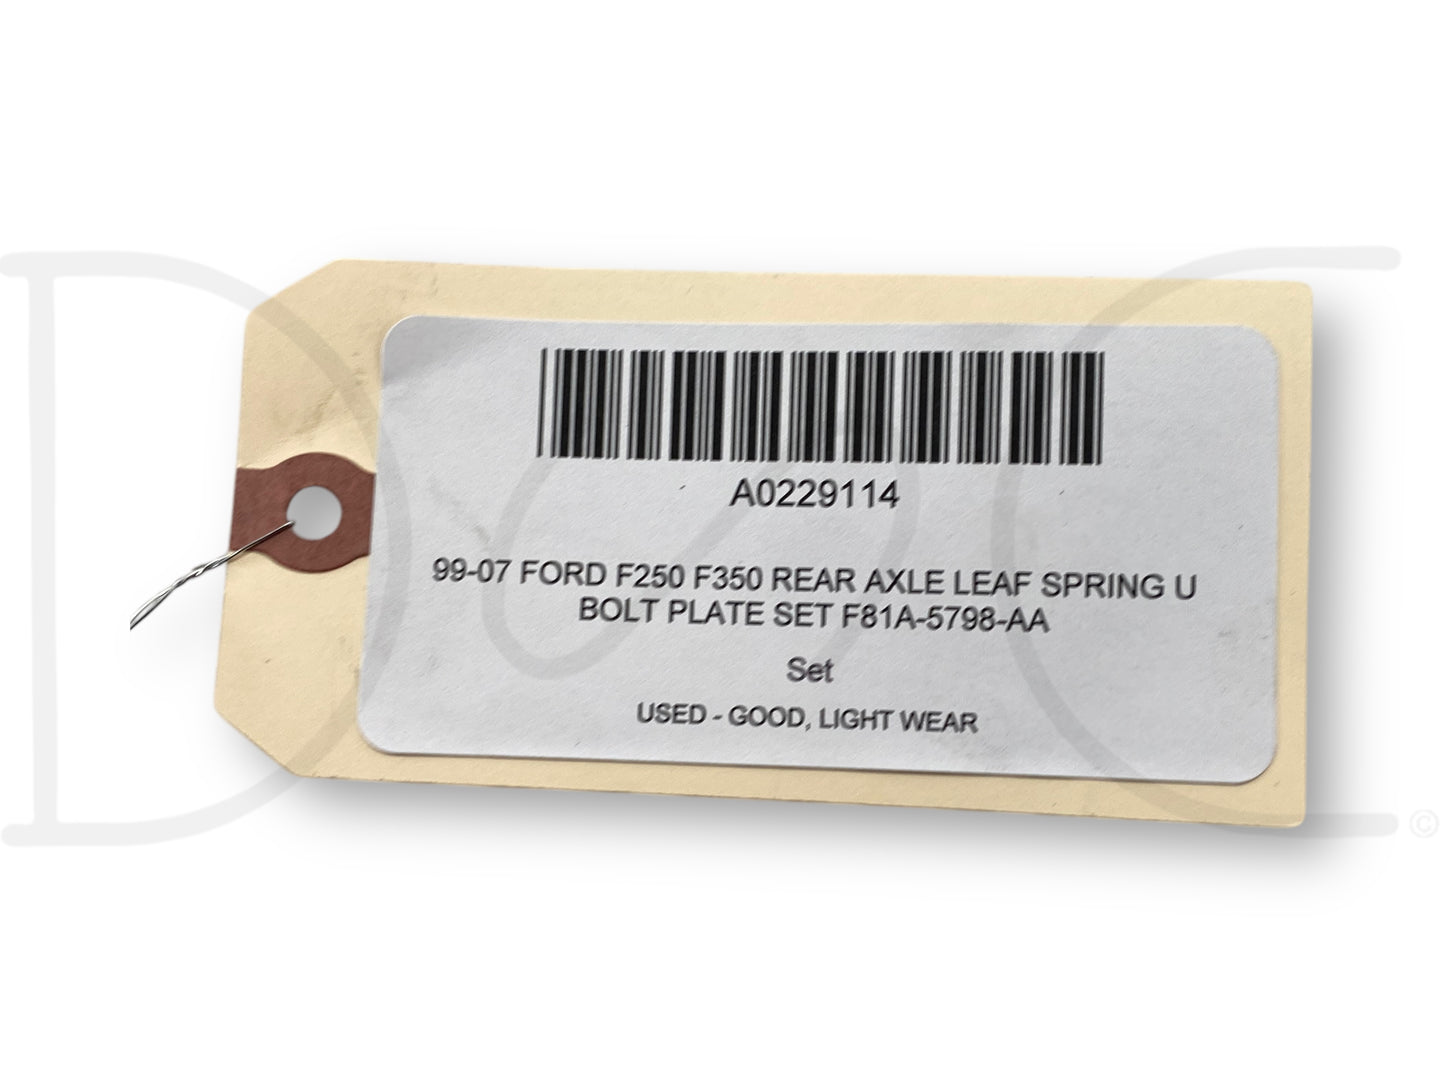 A0229114
99-07 FORD F250 F350 REAR AXLE LEAF SPRING U
BOLT PLATE SET F81A-5798-AA
Set
USED - GOOD, LIGHT WEAR
©